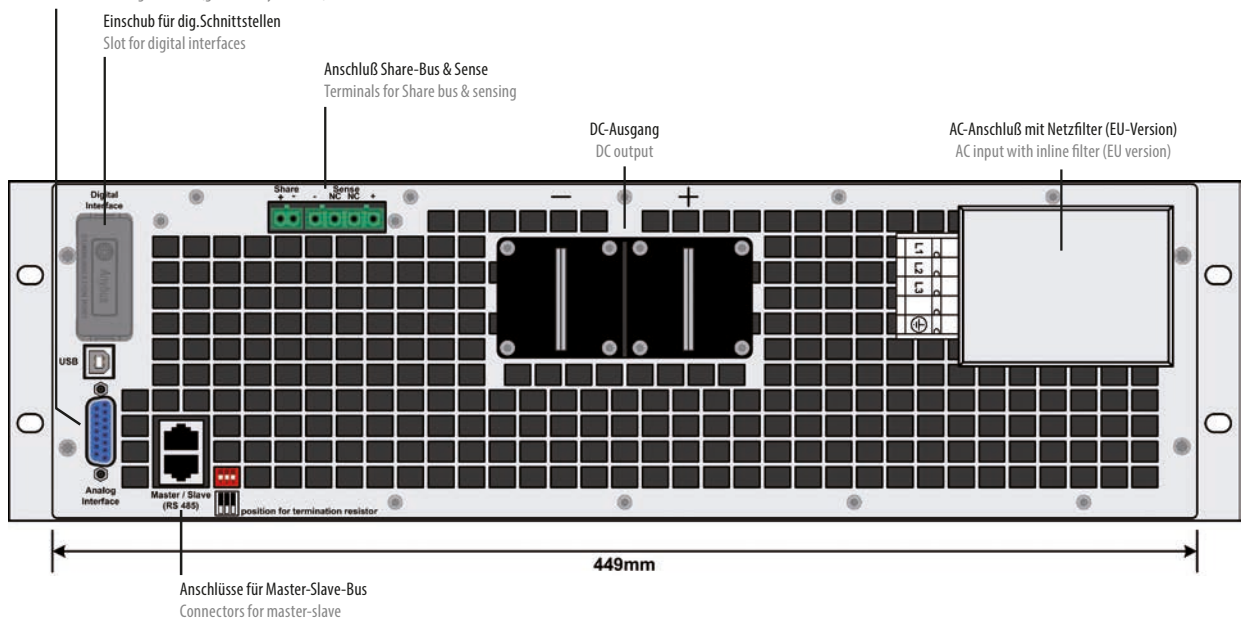 Einschub für dig.Schnittstellen
Slot for digital interfaces
Anschluß Share-Bus & Sense
Terminals for Share bus & sensing
DC-Ausgang
DC output
AC-Anschluß mit Netzfilter (EU-Version)
AC input with inline filter (EU version)
Digital
Interface
Share
Sense
+ - - NC NC +
− +
Anybus
L1
L2
L3
USB
Analog
Interface
Master / Slave
(RS 485)
position for termination resistor
449mm
Anschlüsse für Master-Slave-Bus
Connectors for master-slave